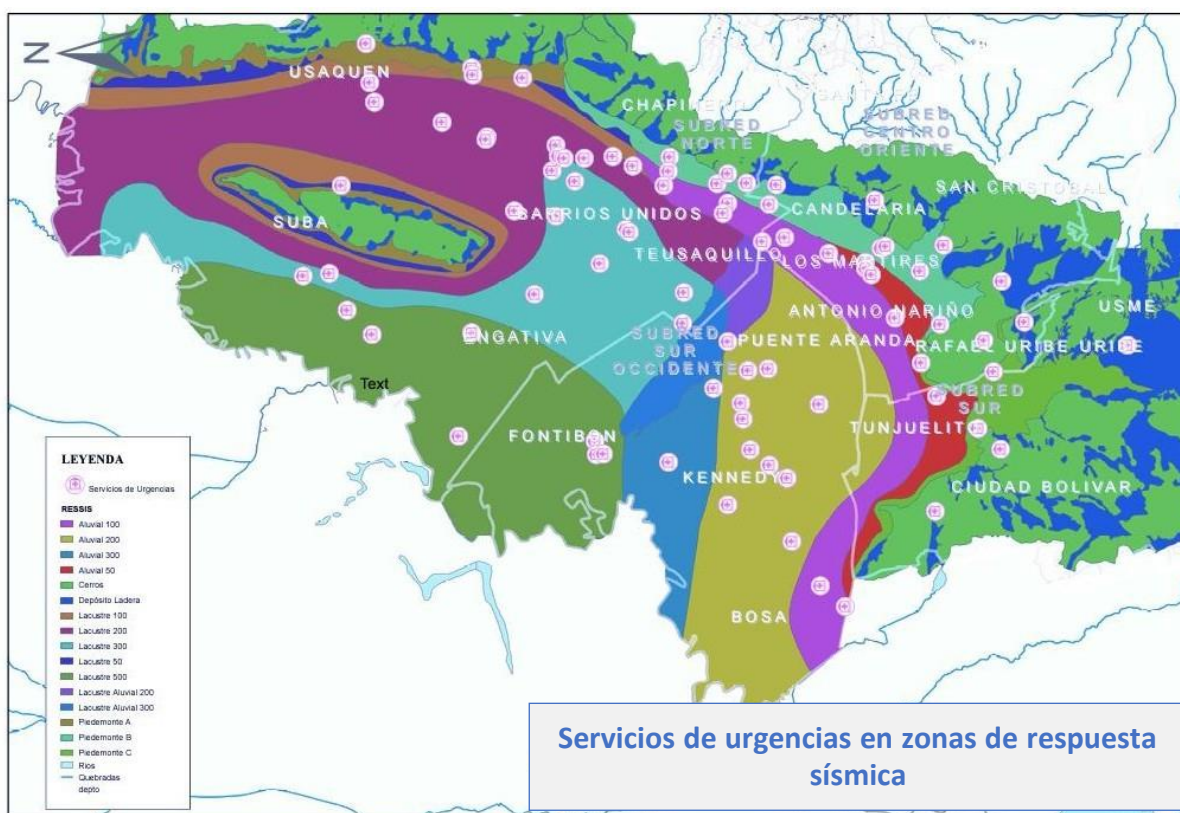 N
USAQUEN
CHAPINERO
SUBRED
NORTE
SANTA FE
SUBRED
CENTRO
ORIENTE
SAN CRISTOBAL
SUBA
BARRIOS UNIDOS
CANDELARIA
TEUSAQUILLO
LOS MARTIRES
ENGATIVA
ANTONIO NARIÑO
USME
SUBRED
SUR
OCCIDENTE
PUENTE ARANDA
RAFAEL URIBE URIBE
Text
SUBRED
SUR
FONTIBON
TUNJUELITO
KENNEDY
CIUDAD BOLIVAR
BOSA
LEYENDA
Servicios de Urgencias
RESSIS
Aluvial 100
Aluvial 200
Aluvial 300
Aluvial 50
Cerros
Depósito Ladera
Lacustre 100
Lacustre 200
Lacustre 300
Lacustre 50
Lacustre 500
Lacustre Aluvial 200
Lacustre Aluvial 300
Piedemonte A
Piedemonte B
Piedemonte C
Rios
Quebradas
depto
Servicios de urgencias en zonas de respuesta
sísmica